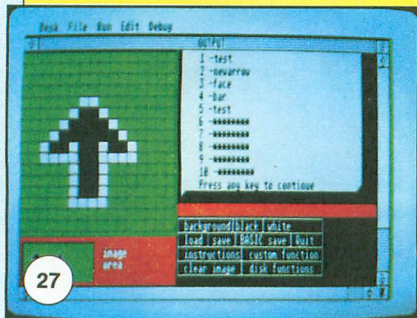 Desk File Run Edit Debug
OUTPUT
1 -test
2 -newarrow
3 -face
4 -bar
5 -test
6 -********
7 -********
8 -********
9 -********
10 -********
Press any key to continue
background black white
load save BASIC save Quit
instructions custom function
clear image disk functions
image
area
27